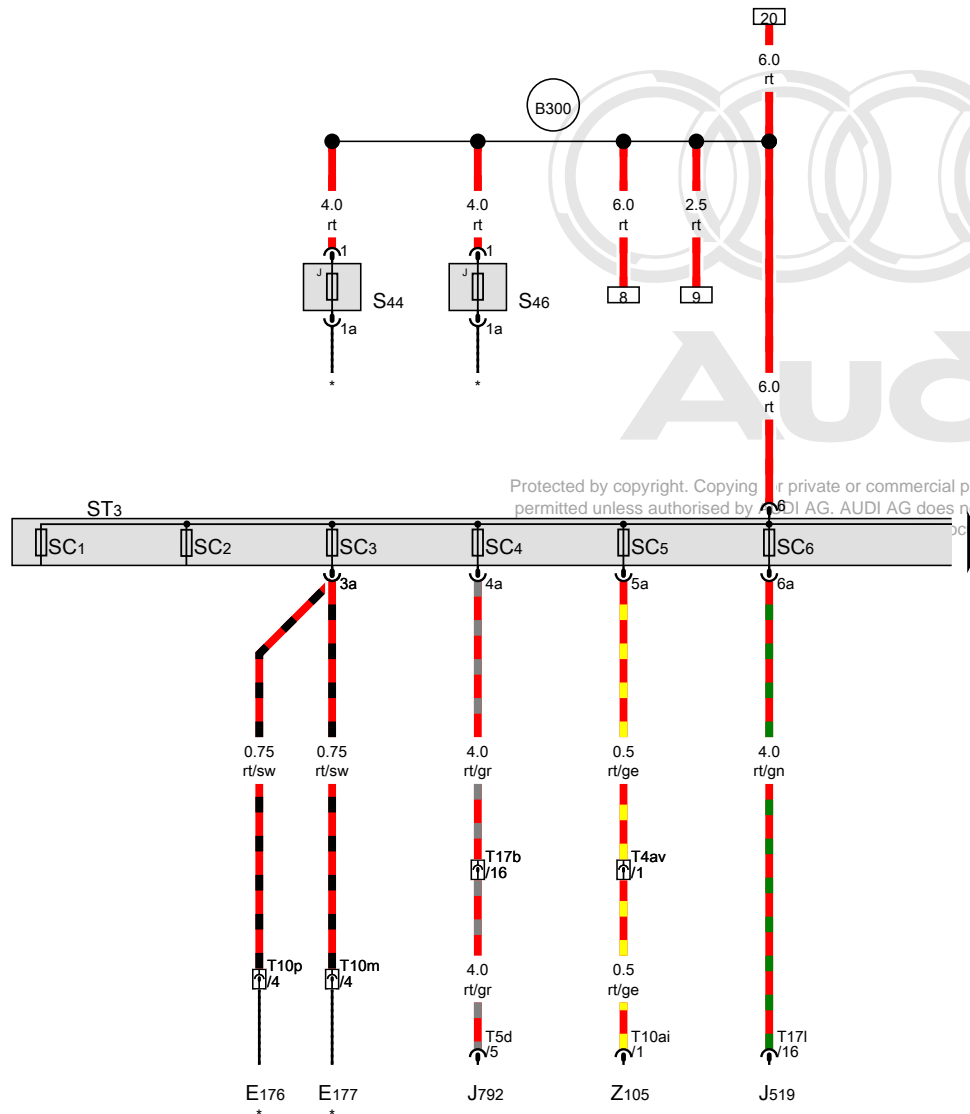 20
6.0
rt
B300
4.0 4.0 6.0 2.5
rt rt rt rt
1 1
J J
S44 S46 8 9
1a 1a
* *
6.0
rt
Audi
Protected by copyright. Copying for private or commercial p
permitted unless authorised by AUDI AG. AUDI AG does n
6
ST3
SC1 SC2 SC3 SC4 SC5 SC6
3a 4a 5a 6a
0.75 0.75 4.0 0.5 4.0
rt/sw rt/sw rt/gr rt/ge rt/gn
T17b T4av
/16 /1
T10p T10m
/4 /4
4.0 0.5
rt/gr rt/ge
T5d T10ai T17l
/5 /1 /16
E176 E177 J792 Z105 J519
* *